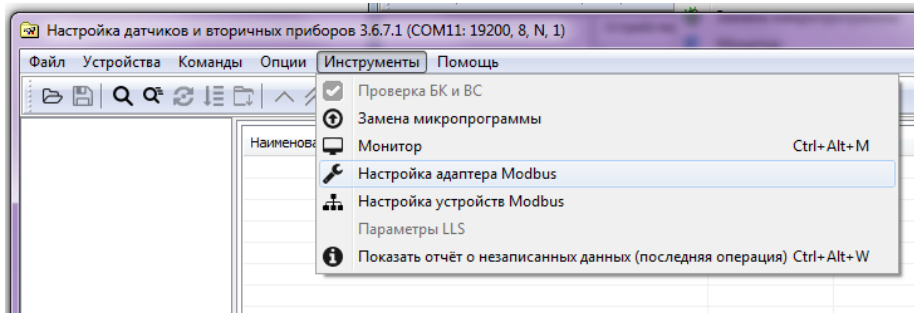 Настройка датчиков и вторичных приборов 3.6.7.1 (COM11: 19200, 8, N, 1)
Файл Устройства Команды Опции Инструменты Помощь
Проверка БК и ВС
Замена микропрограммы
Наименова
Монитор Ctrl+Alt+M
Настройка адаптера Modbus
Настройка устройств Modbus
Параметры LLS
Показать отчёт о незаписанных данных (последняя операция) Ctrl+Alt+W